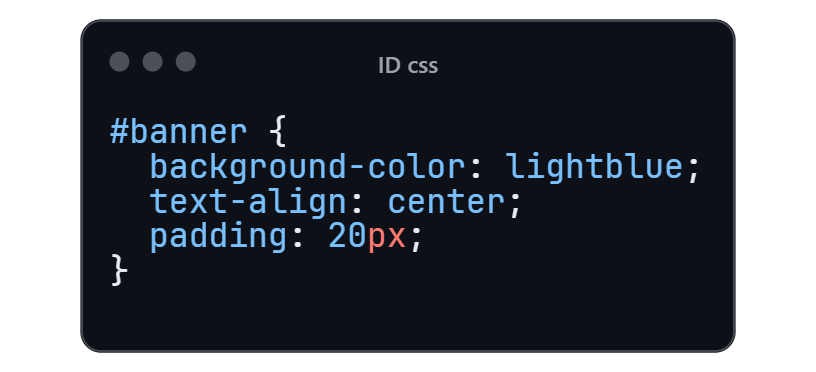 ID css
#banner {
  background-color: lightblue;
  text-align: center;
  padding: 20px;
}